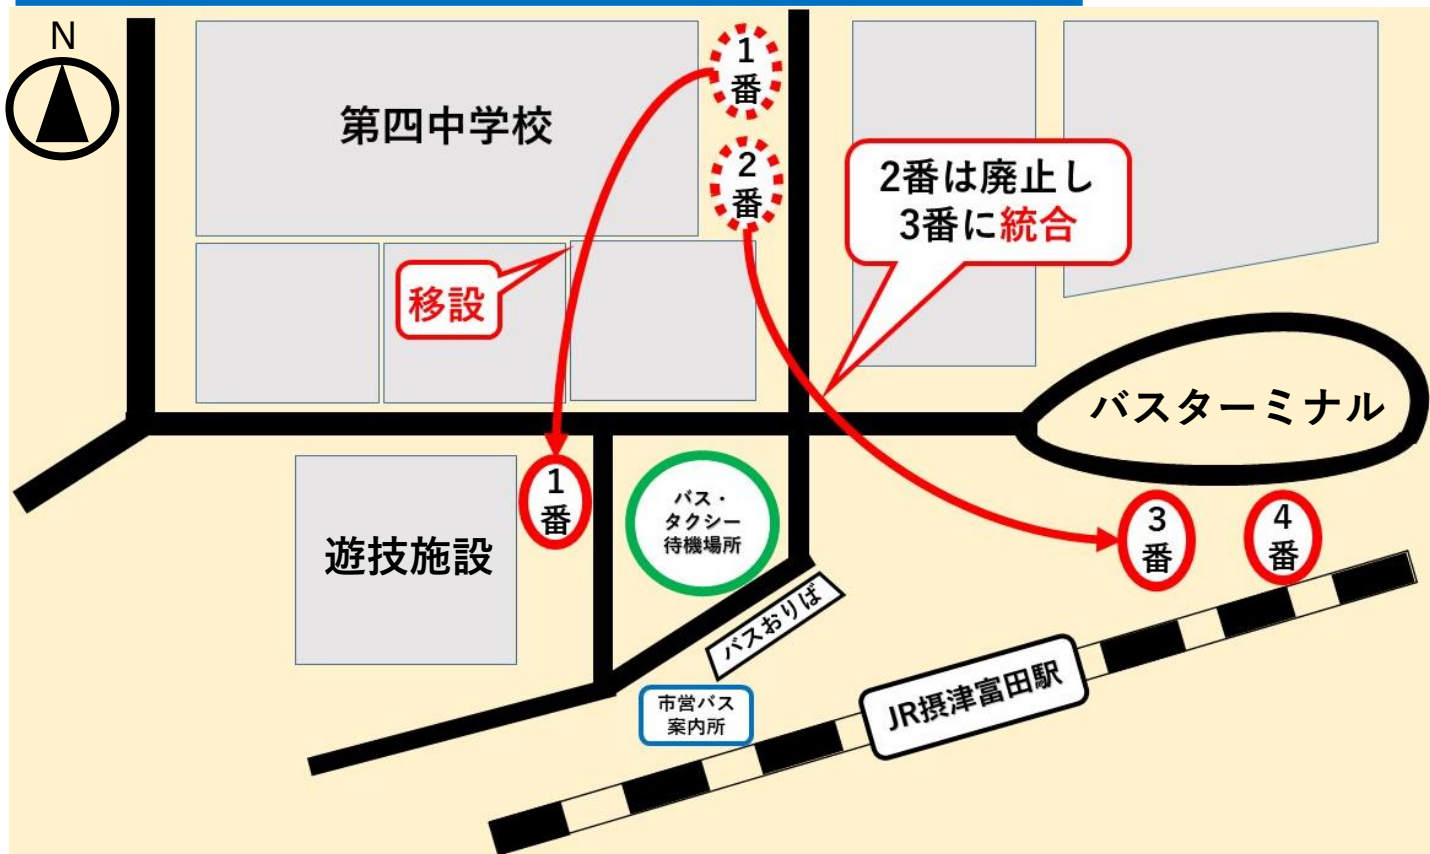 N
1
番
第四中学校
2
番
2番は廃止し
3番に統合
移設
バスターミナル
1
番
バス・
タクシー
待機場所
3
番
4
番
遊技施設
バスおりば
市営バス
案内所
JR摂津富田駅